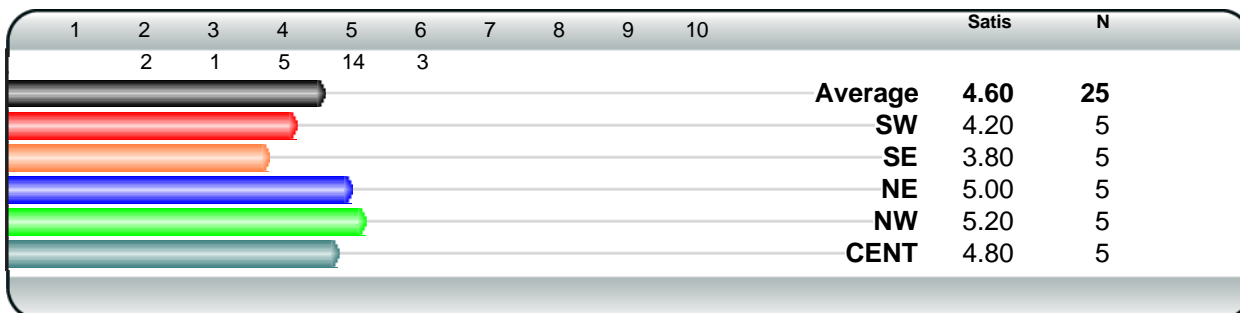 1 2 3 4 5 6 7 8 9 10 Satis N
2 1 5 14 3
Average 4.60 25
SW 4.20 5
SE 3.80 5
NE 5.00 5
NW 5.20 5
CENT 4.80 5